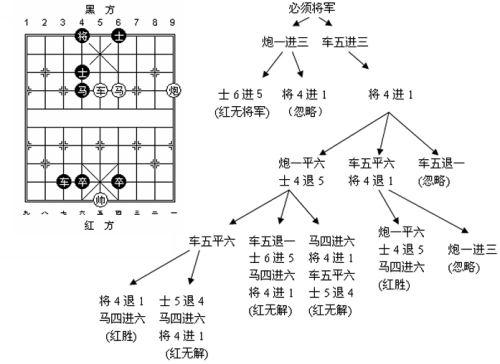 黑方
1 2 3 4 5 6 7 8 9
将 士
士
马 车 马 炮
车 卒 卒
帅
九 八 七 六 五 四 三 二 一
红方
必须将军
炮一进三 车五进三
士6进5
(红无将军)
将4进1
(忽略)
将4进1
炮一平六
士4退5
车五平六
将4退1
车五退一
(忽略)
车五平六
车五退一
士6进5
马四进六
将4进1
(红无解)
马四进六
将4进1
车五平六
士5退4
(红无解)
炮一平六
士4退5
马四进六
(红胜)
炮一进三
(忽略)
将4退1
马四进六
(红胜)
士5退4
马四进六
将4进1
(红无解)